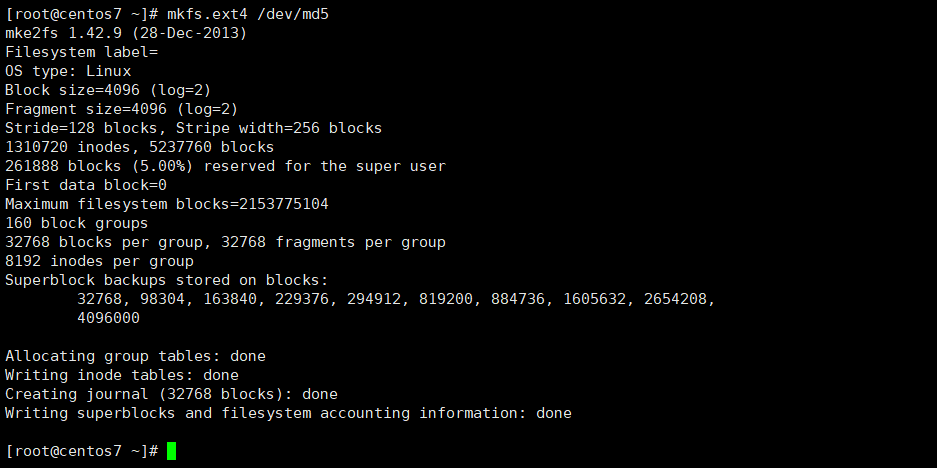 [root@centos7 ~]# mkfs.ext4 /dev/md5
mke2fs 1.42.9 (28-Dec-2013)
Filesystem label=
OS type: Linux
Block size=4096 (log=2)
Fragment size=4096 (log=2)
Stride=128 blocks, Stripe width=256 blocks
1310720 inodes, 5237760 blocks
261888 blocks (5.00%) reserved for the super user
First data block=0
Maximum filesystem blocks=2153775104
160 block groups
32768 blocks per group, 32768 fragments per group
8192 inodes per group
Superblock backups stored on blocks:
        32768, 98304, 163840, 229376, 294912, 819200, 884736, 1605632, 2654208,
        4096000

Allocating group tables: done
Writing inode tables: done
Creating journal (32768 blocks): done
Writing superblocks and filesystem accounting information: done

[root@centos7 ~]#